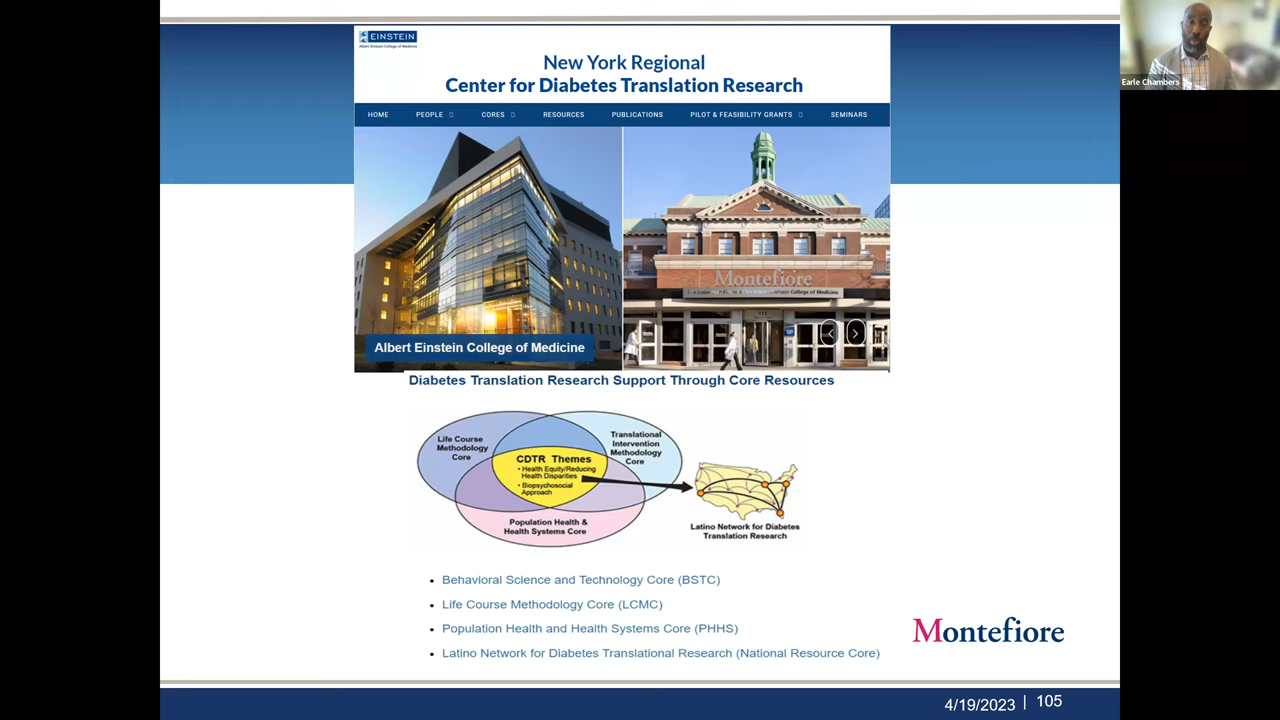 EINSTEIN
Albert Einstein College of Medicine
New York Regional
Center for Diabetes Translation Research
HOME PEOPLE CORES RESOURCES PUBLICATIONS PILOT & FEASIBILITY GRANTS SEMINARS
Earle Chambers
Montefiore
Einstein College of Medicine
Albert Einstein College of Medicine
Diabetes Translation Research Support Through Core Resources
Life Course
Methodology
Core
Translational
Intervention
Methodology
Core
CDTR Themes
• Health Equity/Reducing
Health Disparities
• Biopsychosocial
Approach
Population Health &
Health Systems Core
Latino Network for Diabetes
Translation Research
• Behavioral Science and Technology Core (BSTC)
• Life Course Methodology Core (LCMC)
• Population Health and Health Systems Core (PHHS)
• Latino Network for Diabetes Translational Research (National Resource Core)
Montefiore
4/19/2023 | 105